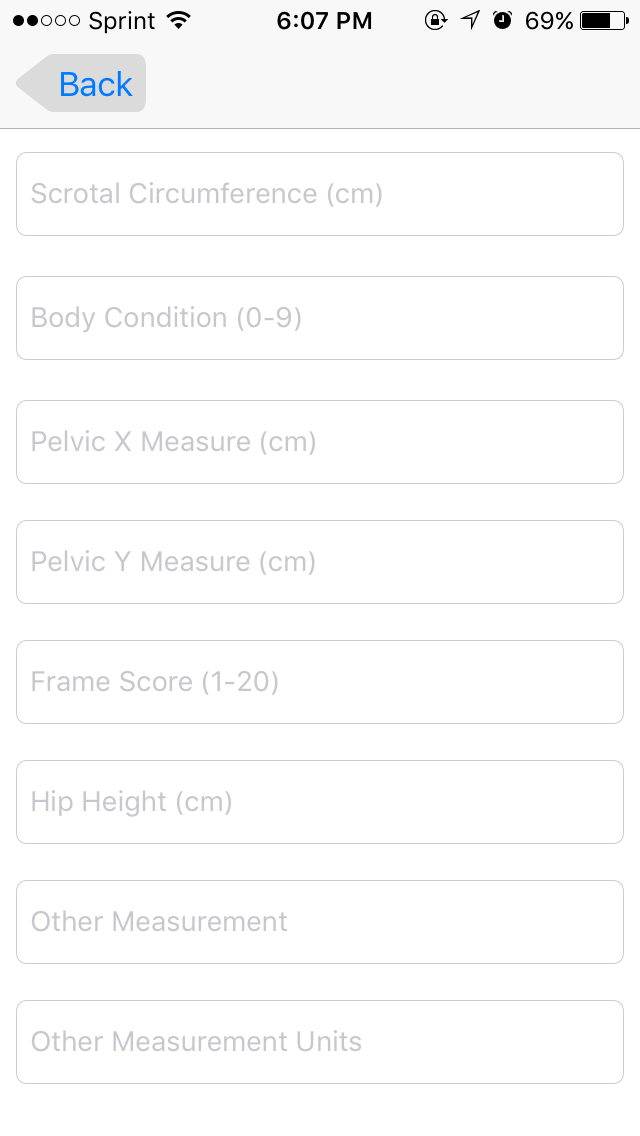 Sprint 6:07 PM 69%
Back
Scrotal Circumference (cm)
Body Condition (0-9)
Pelvic X Measure (cm)
Pelvic Y Measure (cm)
Frame Score (1-20)
Hip Height (cm)
Other Measurement
Other Measurement Units